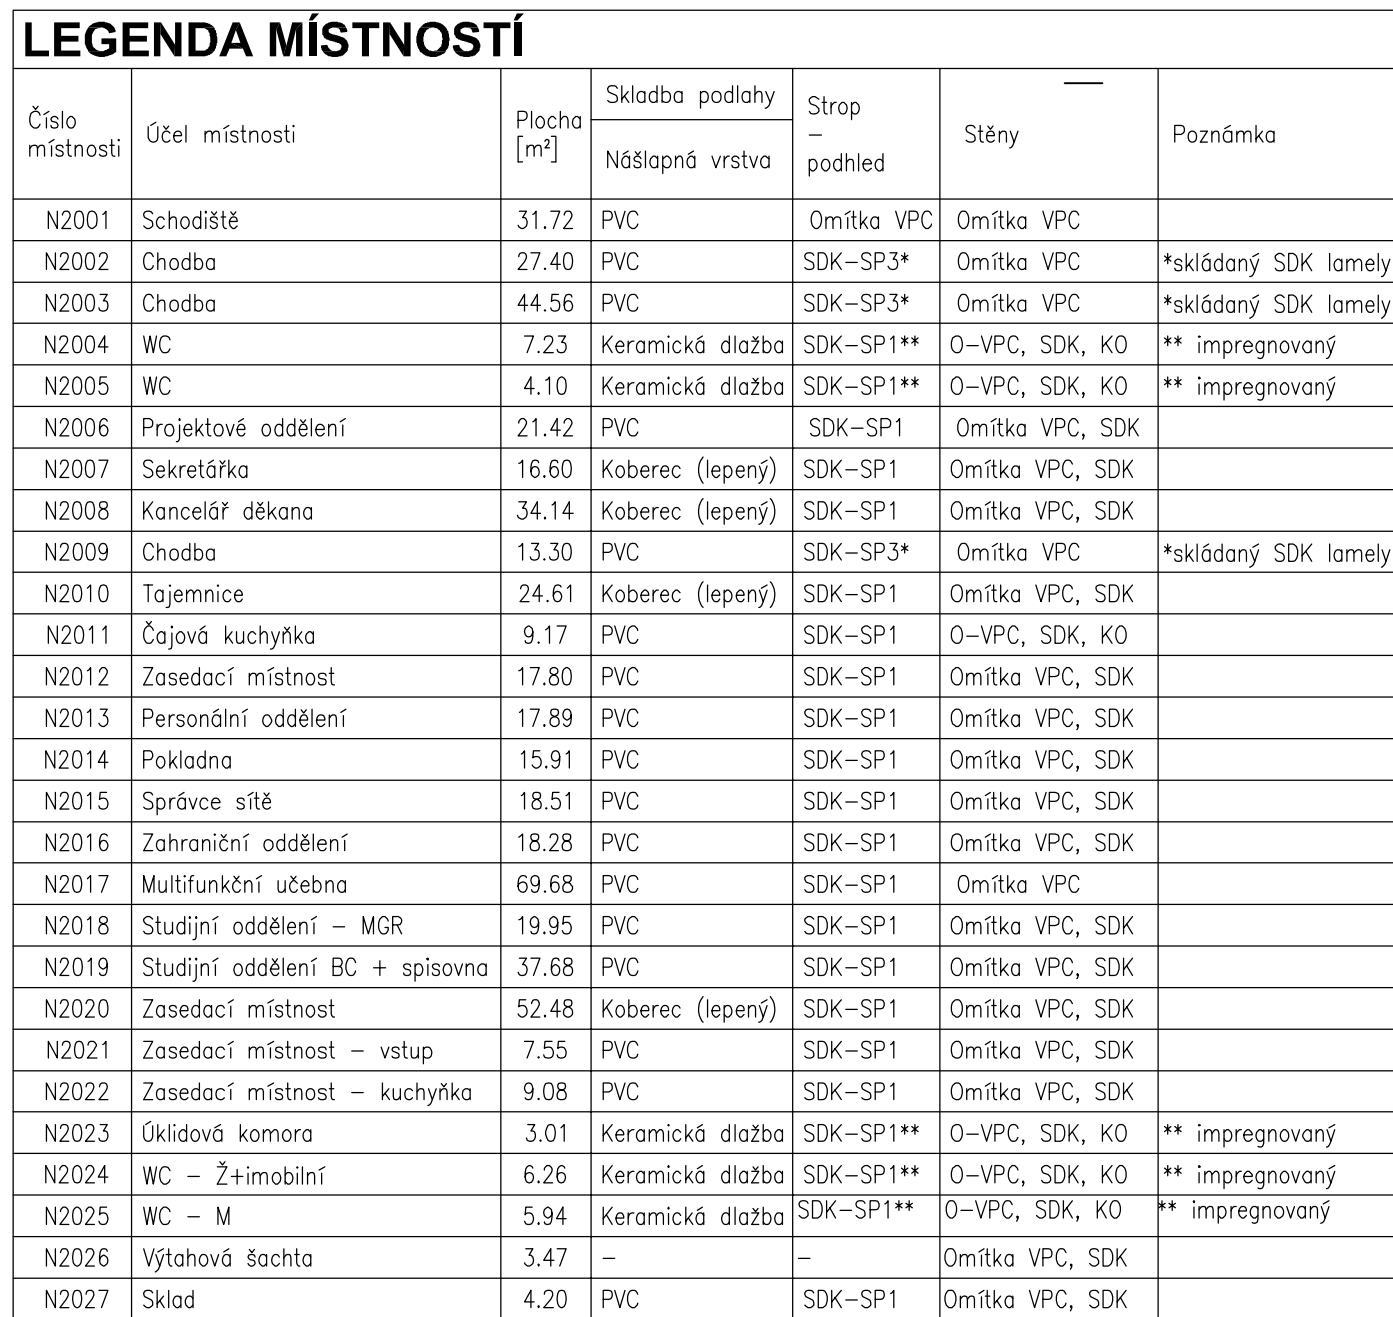 LEGENDA MÍSTNOSTÍ
Číslo místnosti Účel místnosti Plocha [m²] Skladba podlahy Nášlapná vrstva Strop – podhled Stěny Poznámka
N2001 Schodiště 31.72 PVC Omítka VPC Omítka VPC
N2002 Chodba 27.40 PVC SDK-SP3* Omítka VPC *skládaný SDK lamely
N2003 Chodba 44.56 PVC SDK-SP3* Omítka VPC *skládaný SDK lamely
N2004 WC 7.23 Keramická dlažba SDK-SP1** O-VPC, SDK, KO ** impregnovaný
N2005 WC 4.10 Keramická dlažba SDK-SP1** O-VPC, SDK, KO ** impregnovaný
N2006 Projektové oddělení 21.42 PVC SDK-SP1 Omítka VPC, SDK
N2007 Sekretářka 16.60 Koberec (lepený) SDK-SP1 Omítka VPC, SDK
N2008 Kancelář děkana 34.14 Koberec (lepený) SDK-SP1 Omítka VPC, SDK
N2009 Chodba 13.30 PVC SDK-SP3* Omítka VPC *skládaný SDK lamely
N2010 Tajemnice 24.61 Koberec (lepený) SDK-SP1 Omítka VPC, SDK
N2011 Čajová kuchyňka 9.17 PVC SDK-SP1 O-VPC, SDK, KO
N2012 Zasedací místnost 17.80 PVC SDK-SP1 Omítka VPC, SDK
N2013 Personální oddělení 17.89 PVC SDK-SP1 Omítka VPC, SDK
N2014 Pokladna 15.91 PVC SDK-SP1 Omítka VPC, SDK
N2015 Správce sítě 18.51 PVC SDK-SP1 Omítka VPC, SDK
N2016 Zahraniční oddělení 18.28 PVC SDK-SP1 Omítka VPC, SDK
N2017 Multifunkční učebna 69.68 PVC SDK-SP1 Omítka VPC
N2018 Studijní oddělení – MGR 19.95 PVC SDK-SP1 Omítka VPC, SDK
N2019 Studijní oddělení BC + spisovna 37.68 PVC SDK-SP1 Omítka VPC, SDK
N2020 Zasedací místnost 52.48 Koberec (lepený) SDK-SP1 Omítka VPC, SDK
N2021 Zasedací místnost – vstup 7.55 PVC SDK-SP1 Omítka VPC, SDK
N2022 Zasedací místnost – kuchyňka 9.08 PVC SDK-SP1 Omítka VPC, SDK
N2023 Úklidová komora 3.01 Keramická dlažba SDK-SP1** O-VPC, SDK, KO ** impregnovaný
N2024 WC – Ž+imobilní 6.26 Keramická dlažba SDK-SP1** O-VPC, SDK, KO ** impregnovaný
N2025 WC – M 5.94 Keramická dlažba SDK-SP1** O-VPC, SDK, KO ** impregnovaný
N2026 Výtahová šachta 3.47 – – Omítka VPC, SDK
N2027 Sklad 4.20 PVC SDK-SP1 Omítka VPC, SDK